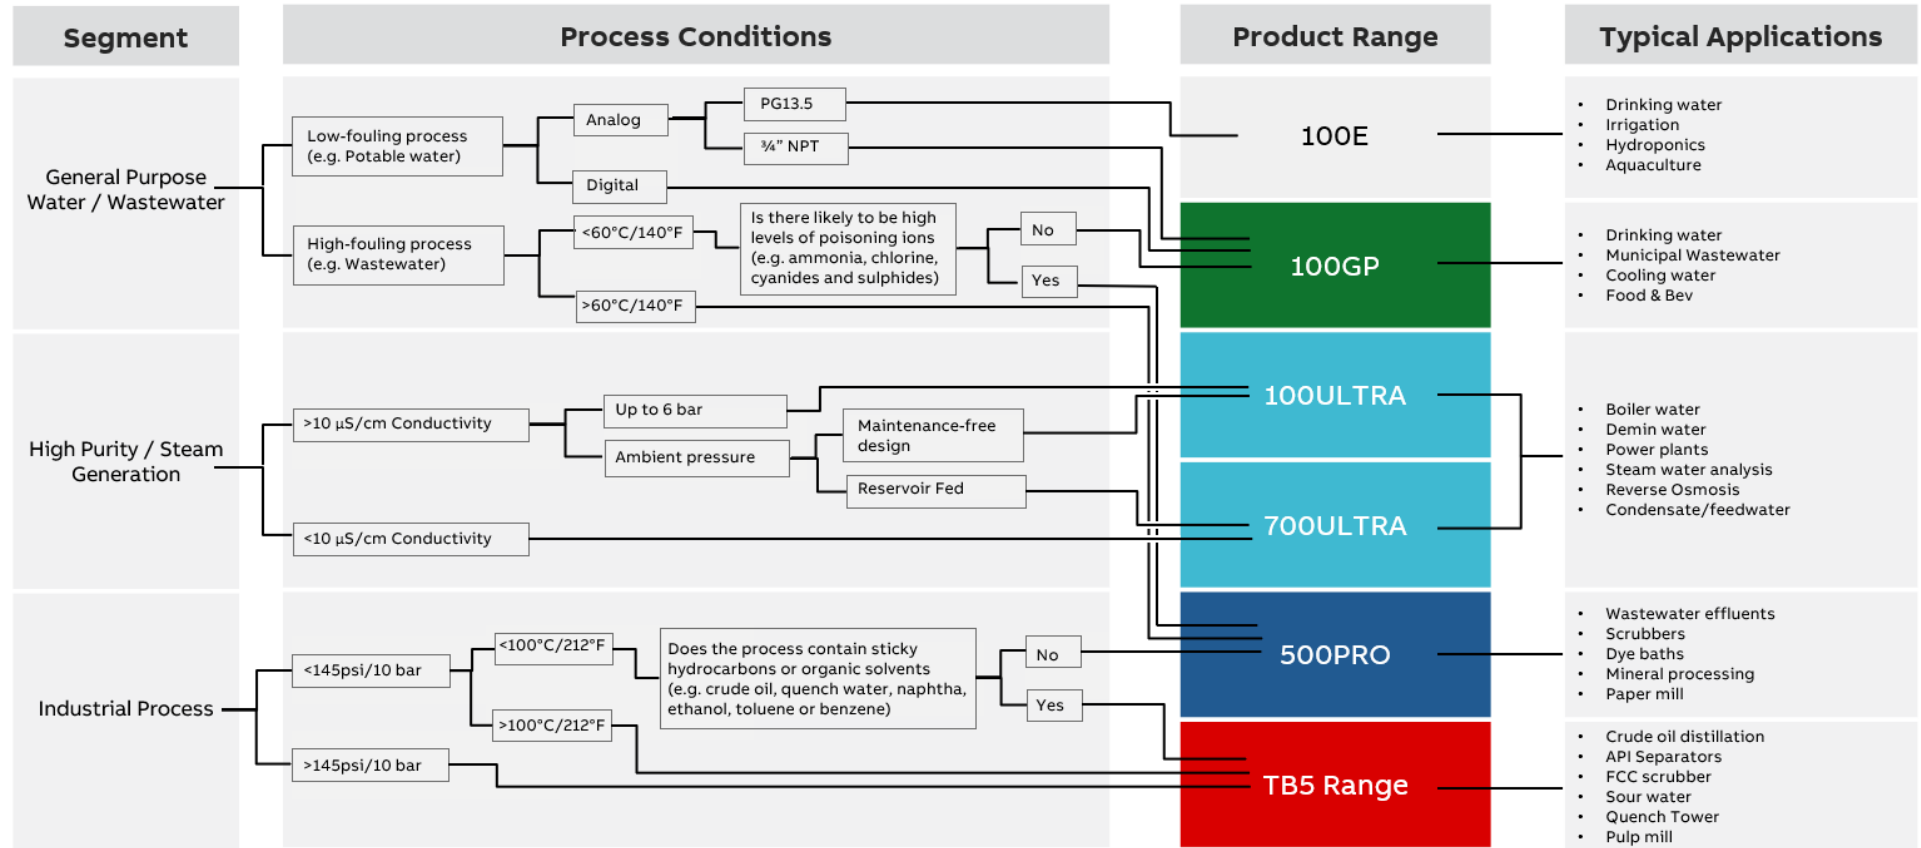 Segment
Process Conditions
Product Range
Typical Applications
General Purpose
Water / Wastewater
Low-fouling process
(e.g. Potable water)
Analog
PG13.5
¾” NPT
Digital
High-fouling process
(e.g. Wastewater)
<60°C/140°F
>60°C/140°F
Is there likely to be high
levels of poisoning ions
(e.g. ammonia, chlorine,
cyanides and sulphides)
No
Yes
100E
• Drinking water
• Irrigation
• Hydroponics
• Aquaculture
100GP
• Drinking water
• Municipal Wastewater
• Cooling water
• Food & Bev
High Purity / Steam
Generation
>10 µS/cm Conductivity
Up to 6 bar
Ambient pressure
Maintenance-free
design
Reservoir Fed
<10 µS/cm Conductivity
100ULTRA
700ULTRA
• Boiler water
• Demin water
• Power plants
• Steam water analysis
• Reverse Osmosis
• Condensate/feedwater
Industrial Process
<145psi/10 bar
<100°C/212°F
>100°C/212°F
Does the process contain sticky
hydrocarbons or organic solvents
(e.g. crude oil, quench water, naphtha,
ethanol, toluene or benzene)
No
Yes
>145psi/10 bar
500PRO
• Wastewater effluents
• Scrubbers
• Dye baths
• Mineral processing
• Paper mill
TB5 Range
• Crude oil distillation
• API Separators
• FCC scrubber
• Sour water
• Quench Tower
• Pulp mill